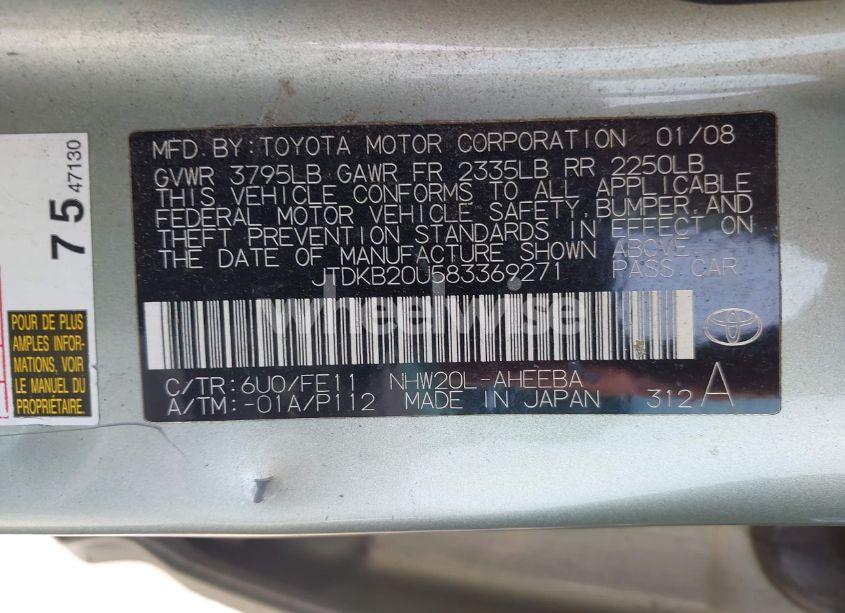 MFD BY: TOYOTA MOTOR CORPORATION 01/08
GVWR 3795LB GAWR FR 2335LB RR 2250LB
THIS VEHICLE CONFORMS TO ALL APPLICABLE
FEDERAL MOTOR VEHICLE SAFETY, BUMPER, AND
THEFT PREVENTION STANDARDS IN EFFECT ON
THE DATE OF MANUFACTURE SHOWN ABOVE.
JTDKB20U583369271 PASS CAR
C/TR: 6U0/FE11 NHW20L-AHEEBA
A/TM: -01A/P112 MADE IN JAPAN 312 A
75 47130
POUR DE PLUS
AMPLES INFOR-
MATIONS, VOIR
LE MANUEL DU
PROPRIÉTAIRE.
wheelwise